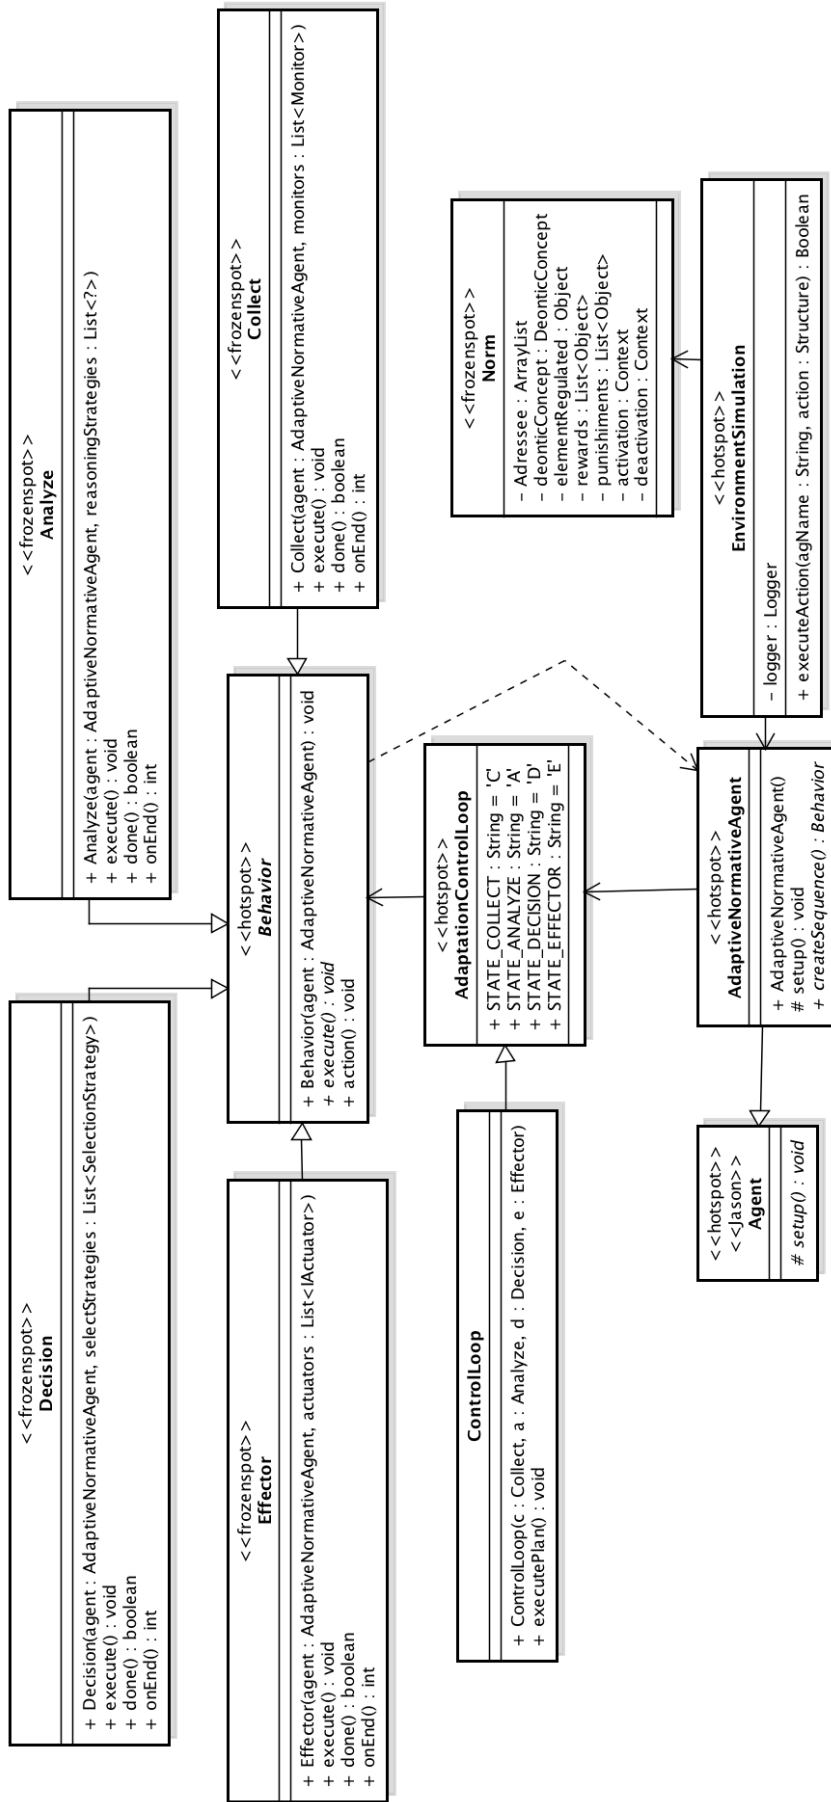 <<frozenspot>>
Decision
+ Decision(agent : AdaptiveNormativeAgent, selectStrategies : List<SelectionStrategy>)
+ execute() : void
+ done() : boolean
+ onEnd() : int
<<frozenspot>>
Analyze
+ Analyze(agent : AdaptiveNormativeAgent, reasoningStrategies : List<?>)
+ execute() : void
+ done() : boolean
+ onEnd() : int
<<frozenspot>>
Effector
+ Effector(agent : AdaptiveNormativeAgent, actuators : List<IActuator>)
+ execute() : void
+ done() : boolean
+ onEnd() : int
<<hotspot>>
Behavior
+ Behavior(agent : AdaptiveNormativeAgent) : void
+ execute() : void
+ action() : void
<<frozenspot>>
Collect
+ Collect(agent : AdaptiveNormativeAgent, monitors : List<Monitor>)
+ execute() : void
+ done() : boolean
+ onEnd() : int
ControlLoop
+ ControlLoop(c : Collect, a : Analyze, d : Decision, e : Effector)
+ executePlan() : void
<<hotspot>>
AdaptationControlLoop
+ STATE_COLLECT : String = 'C'
+ STATE_ANALYZE : String = 'A'
+ STATE_DECISION : String = 'D'
+ STATE_EFFECTOR : String = 'E'
<<frozenspot>>
Norm
- Adressee : ArrayList
- deonticConcept : DeonticConcept
- elementRegulated : Object
- rewards : List<Object>
- punishiments : List<Object>
- activation : Context
- deactivation : Context
<<hotspot>>
<<Jason>>
Agent
# setup() : void
<<hotspot>>
AdaptiveNormativeAgent
+ AdaptiveNormativeAgent()
# setup() : void
+ createSequence() : Behavior
<<hotspot>>
EnvironmentSimulation
- logger : Logger
+ executeAction(agName : String, action : Structure) : Boolean